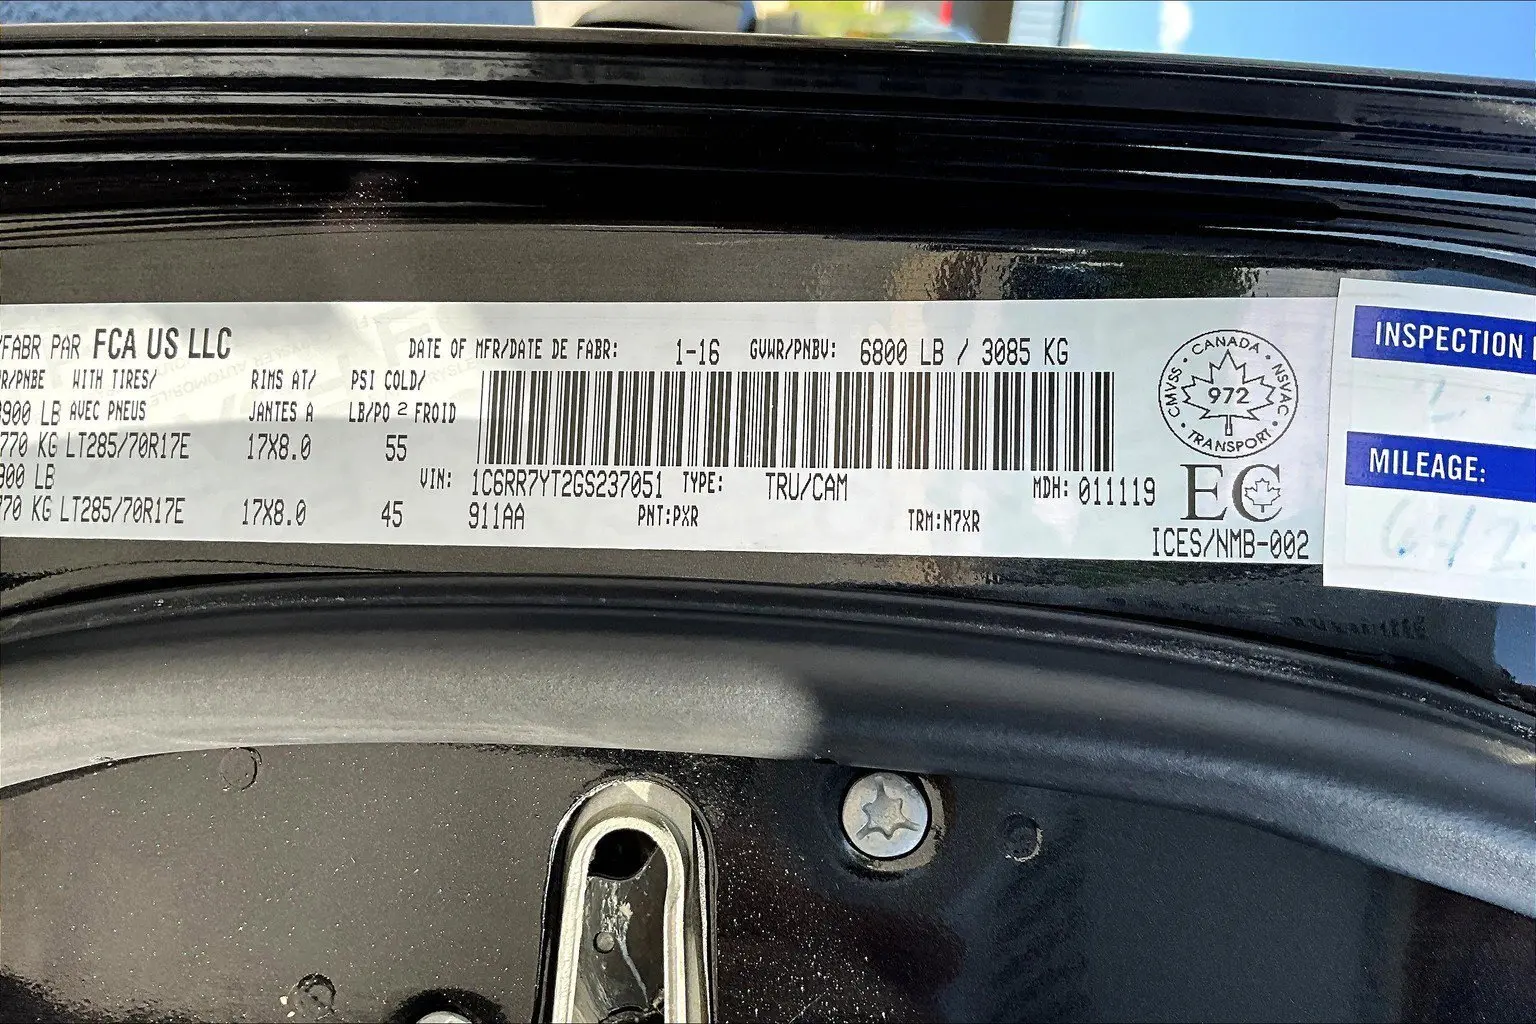 /FABR PAR FCA US LLC
DATE OF MFR/DATE DE FABR: 1-16 GVWR/PNBV: 6800 LB / 3085 KG
R/PNBE WITH TIRES/ RIMS AT/ PSI COLD/
900 LB AVEC PNEUS JANTES A LB/PO 2 FROID
770 KG LT285/70R17E 17X8.0 55
900 LB
VIN: 1C6RR7YT2GS237051 TYPE: TRU/CAM MDH: 011119
770 KG LT285/70R17E 17X8.0 45
911AA PNT:PXR TRM:N7XR
CANADA
CMVSS · NSVAC
972
TRANSPORT
EC
ICES/NMB-002
INSPECTION
MILEAGE: